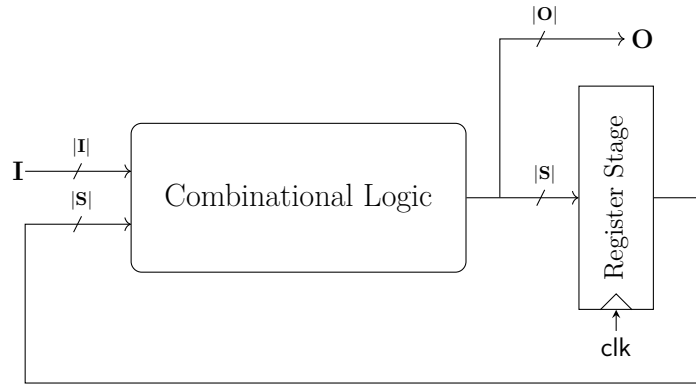 |O|
O
|I|
I
|S|
Combinational Logic
|S|
Register Stage
clk